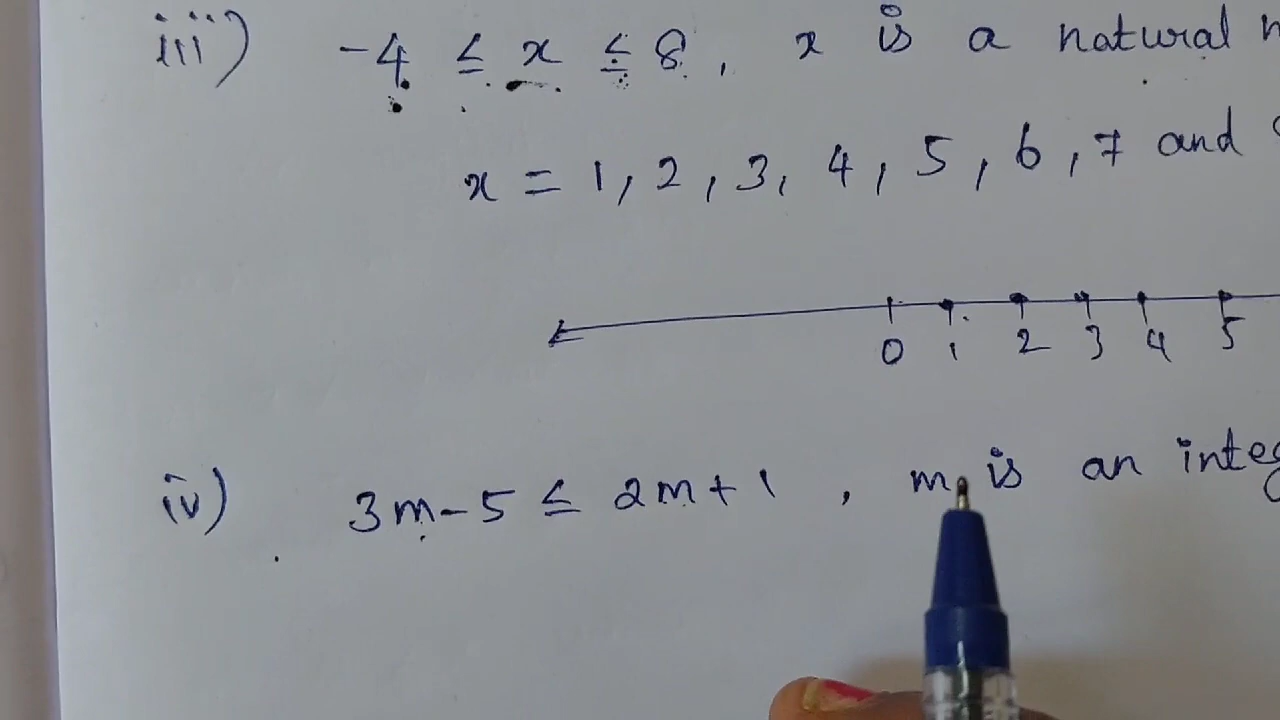 iii) -4 ≤ x ≤ 8, x is a natural
x = 1, 2, 3, 4, 5, 6, 7 and
0 1 2 3 4 5
iv) 3m-5 ≤ 2m+1, m is an